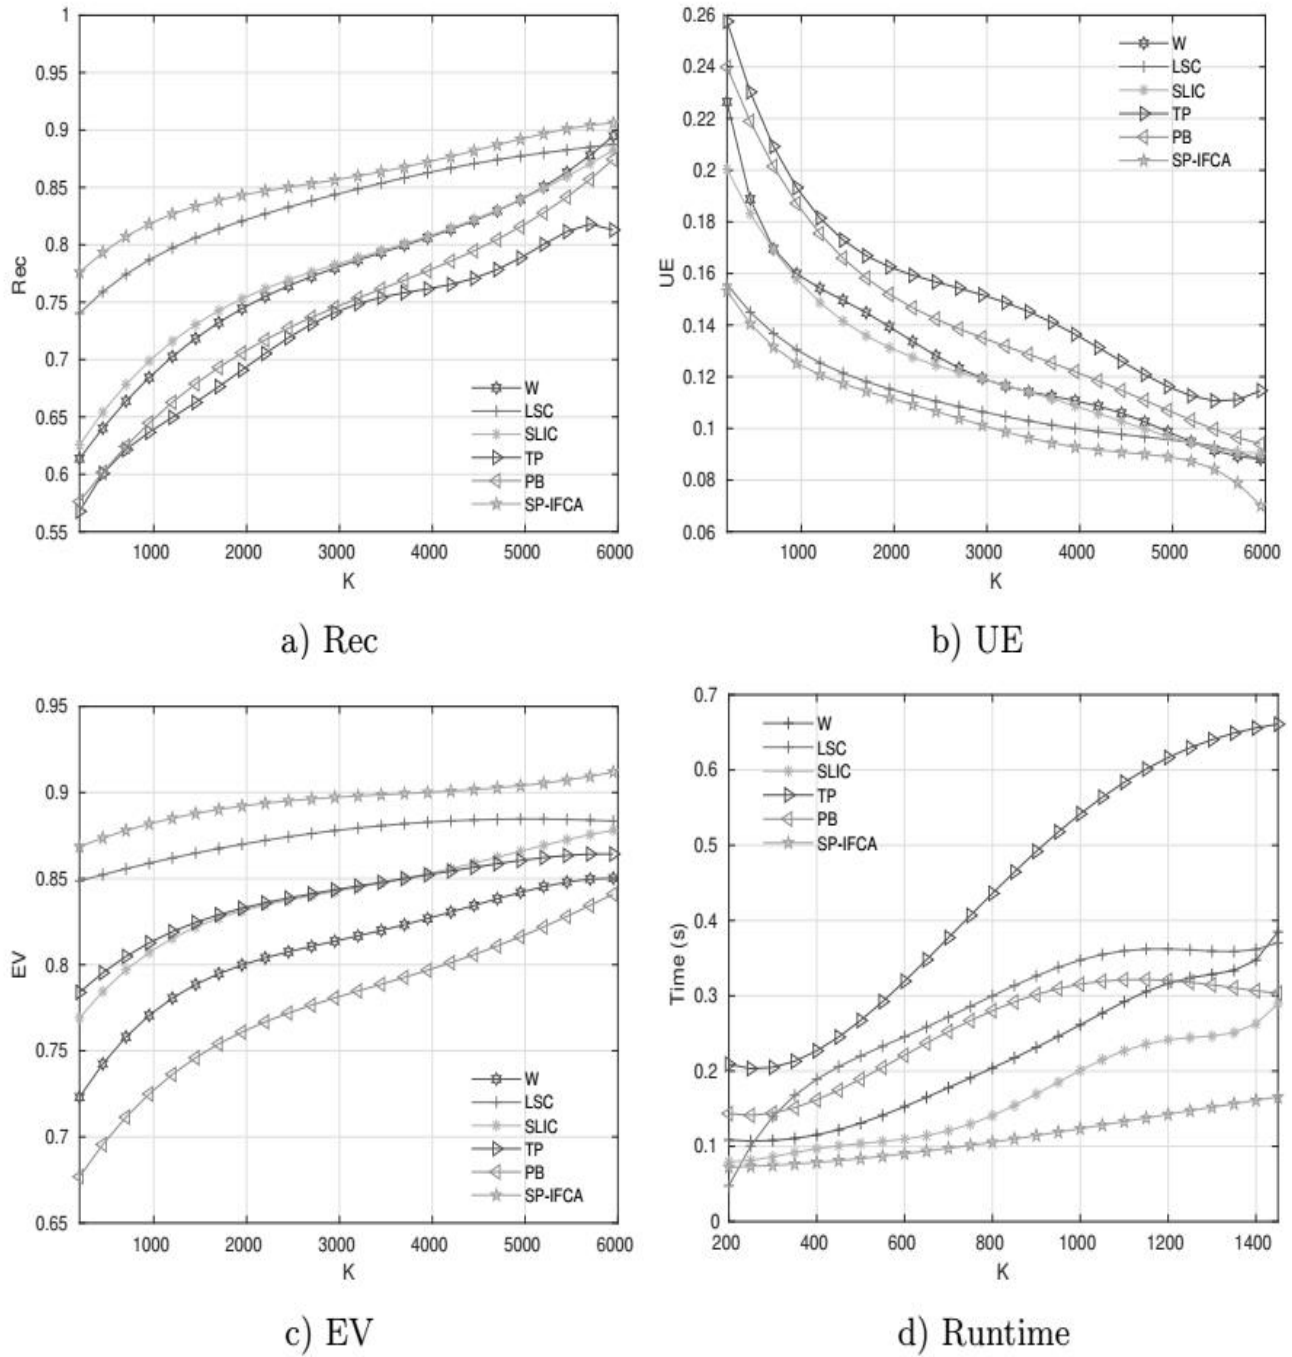 1
0.95
0.9
0.85
0.8
0.75
0.7
0.65
0.6
0.55
Rec
1000 2000 3000 4000 5000 6000
K
W
LSC
SLIC
TP
PB
SP-IFCA
a) Rec
0.26
0.24
0.22
0.2
0.18
0.16
0.14
0.12
0.1
0.08
0.06
UE
1000 2000 3000 4000 5000 6000
K
W
LSC
SLIC
TP
PB
SP-IFCA
b) UE
0.95
0.9
0.85
0.8
0.75
0.7
0.65
EV
1000 2000 3000 4000 5000 6000
K
W
LSC
SLIC
TP
PB
SP-IFCA
c) EV
0.7
0.6
0.5
0.4
0.3
0.2
0.1
0
Time (s)
200 400 600 800 1000 1200 1400
K
W
LSC
SLIC
TP
PB
SP-IFCA
d) Runtime